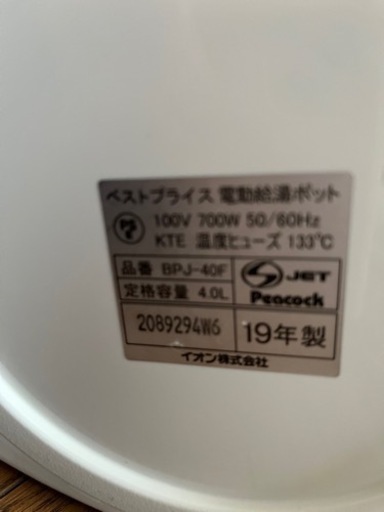 ベストプライス 電動給湯ポット
100V 700W 50/60Hz
KTE 温度ヒューズ 133℃
品番 BPJ-40F
JET
定格容量 4.0L
Peacock
2089294W6
19年製
イオン株式会社